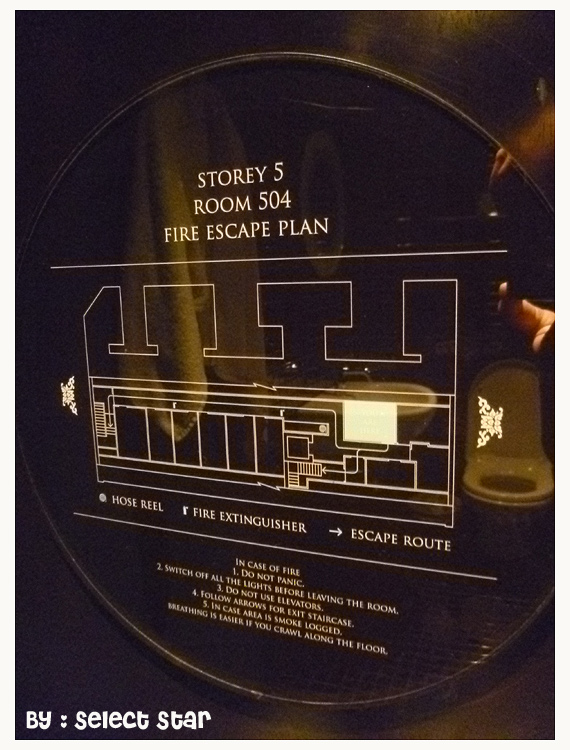 STOREY 5
ROOM 504
FIRE ESCAPE PLAN
HOSE REEL
FIRE EXTINGUISHER
→ ESCAPE ROUTE
IN CASE OF FIRE
1. DO NOT PANIC.
2. SWITCH OFF ALL THE LIGHTS BEFORE LEAVING THE ROOM.
3. DO NOT USE ELEVATORS.
4. FOLLOW ARROWS FOR EXIT STAIRCASE.
5. IN CASE AREA IS SMOKE LOGGED,
BREATHING IS EASIER IF YOU CRAWL ALONG THE FLOOR.
BY : Select Star